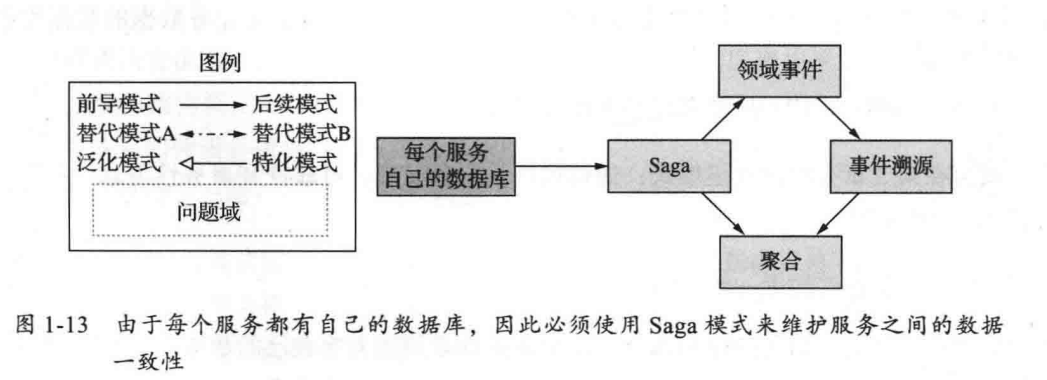 图例
前导模式 后续模式
替代模式A 替代模式B
泛化模式 特化模式
问题域
每个服务
自己的数据库
Saga
领域事件
事件溯源
聚合
图 1-13 由于每个服务都有自己的数据库，因此必须使用 Saga 模式来维护服务之间的数据
一致性